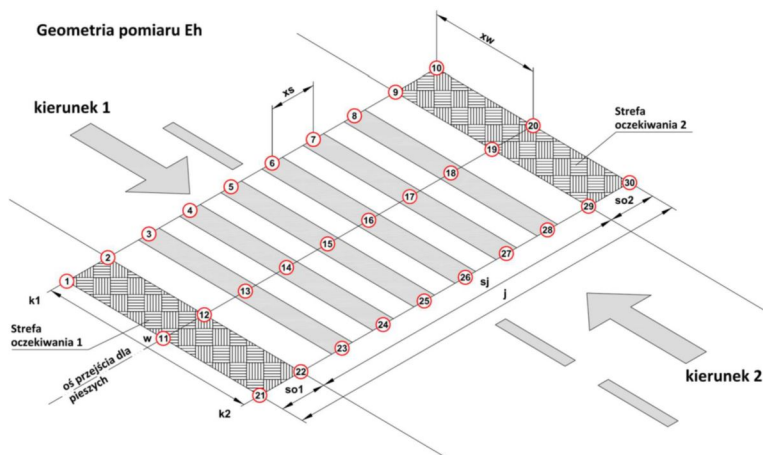 Geometria pomiaru Eh
kierunek 1
xw
xs
10
9
8
7
6
5
4
3
2
1
Strefa
oczekiwania 2
20
19
18
17
16
15
14
13
12
11
30
29
28
27
26
25
24
23
22
21
so2
sj
j
k1
Strefa
oczekiwania 1
w
oś przejścia dla
pieszych
k2
so1
kierunek 2